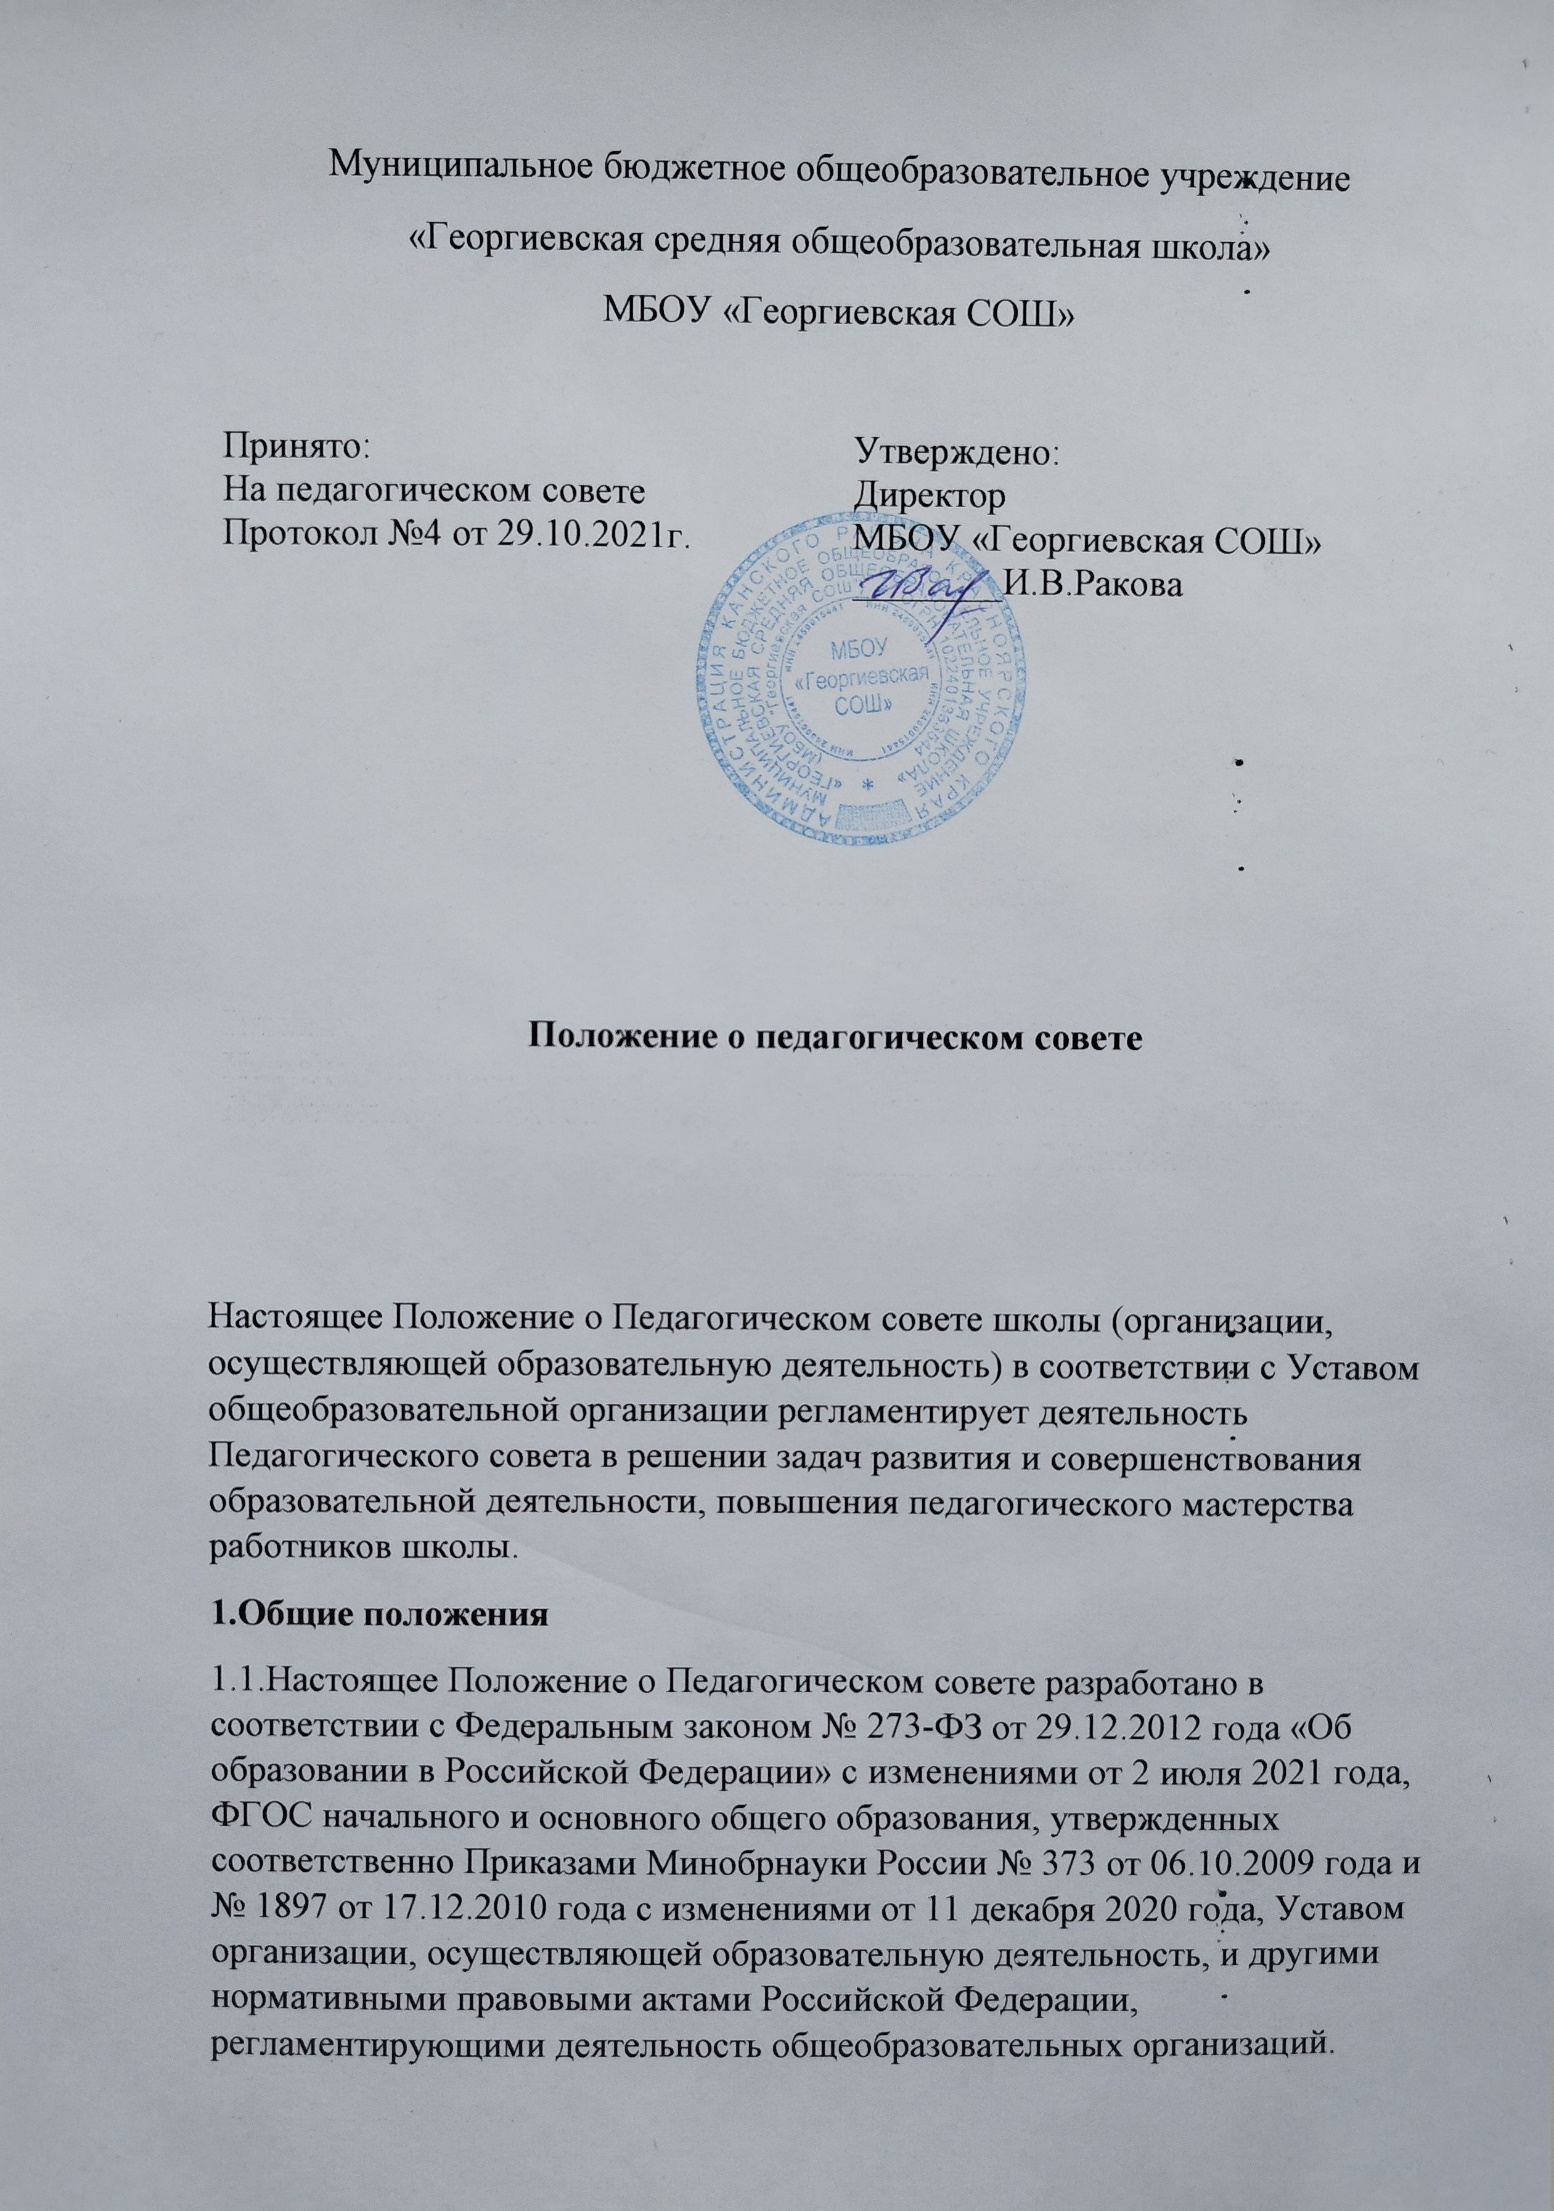 Муниципальное бюджетное общеобразовательное учреждение
«Георгиевская средняя общеобразовательная школа»
МБОУ «Георгиевская СОШ»
Принято:
На педагогическом совете
Протокол №4 от 29.10.2021г.
Утверждено:
Директор
МБОУ «Георгиевская СОШ»
И.В.Ракова
МБОУ
«Георгиевская
СОШ»
Положение о педагогическом совете
Настоящее Положение о Педагогическом совете школы (организации,
осуществляющей образовательную деятельность) в соответствии с Уставом
общеобразовательной организации регламентирует деятельность
Педагогического совета в решении задач развития и совершенствования
образовательной деятельности, повышения педагогического мастерства
работников школы.
1.Общие положения
1.1.Настоящее Положение о Педагогическом совете разработано в
соответствии с Федеральным законом № 273-ФЗ от 29.12.2012 года «Об
образовании в Российской Федерации» с изменениями от 2 июля 2021 года,
ФГОС начального и основного общего образования, утвержденных
соответственно Приказами Минобрнауки России № 373 от 06.10.2009 года и
№ 1897 от 17.12.2010 года с изменениями от 11 декабря 2020 года, Уставом
организации, осуществляющей образовательную деятельность, и другими
нормативными правовыми актами Российской Федерации,
регламентирующими деятельность общеобразовательных организаций.